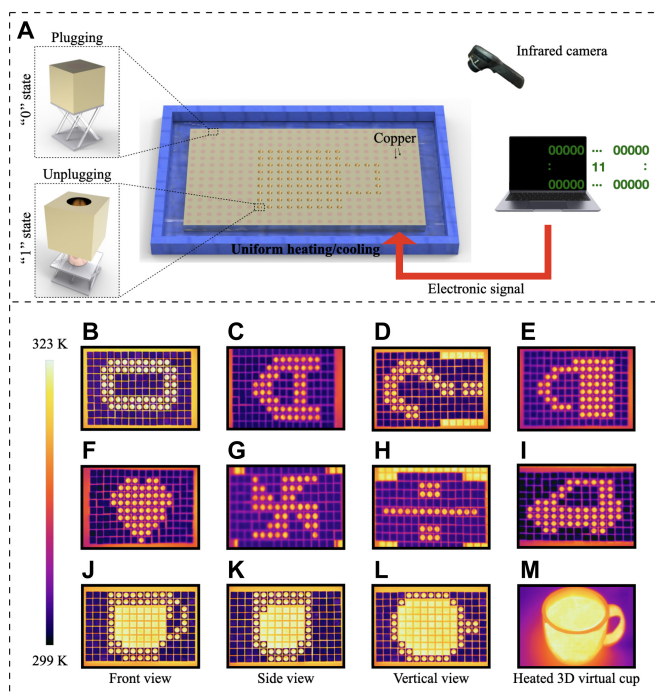 A
Plugging
"0" state
Unplugging
"1" state
Copper
Uniform heating/cooling
Infrared camera
00000 ··· 00000
: 11 :
00000 ··· 00000
Electronic signal
323 K
299 K
B
C
D
E
F
G
H
I
J
K
L
M
Front view
Side view
Vertical view
Heated 3D virtual cup